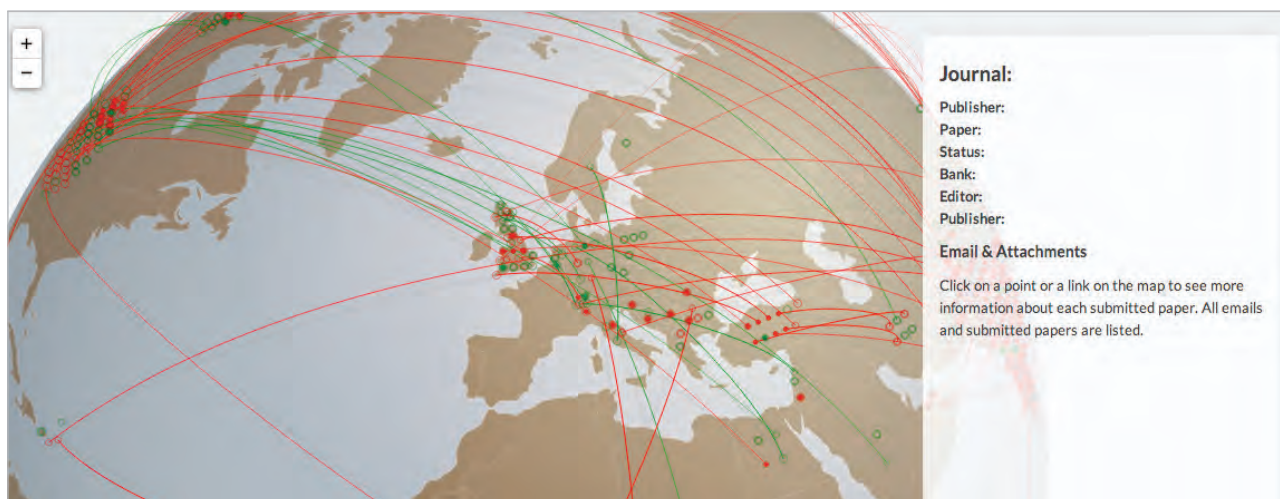 +
−
Journal:
Publisher:
Paper:
Status:
Bank:
Editor:
Publisher:
Email & Attachments
Click on a point or a link on the map to see more
information about each submitted paper. All emails
and submitted papers are listed.